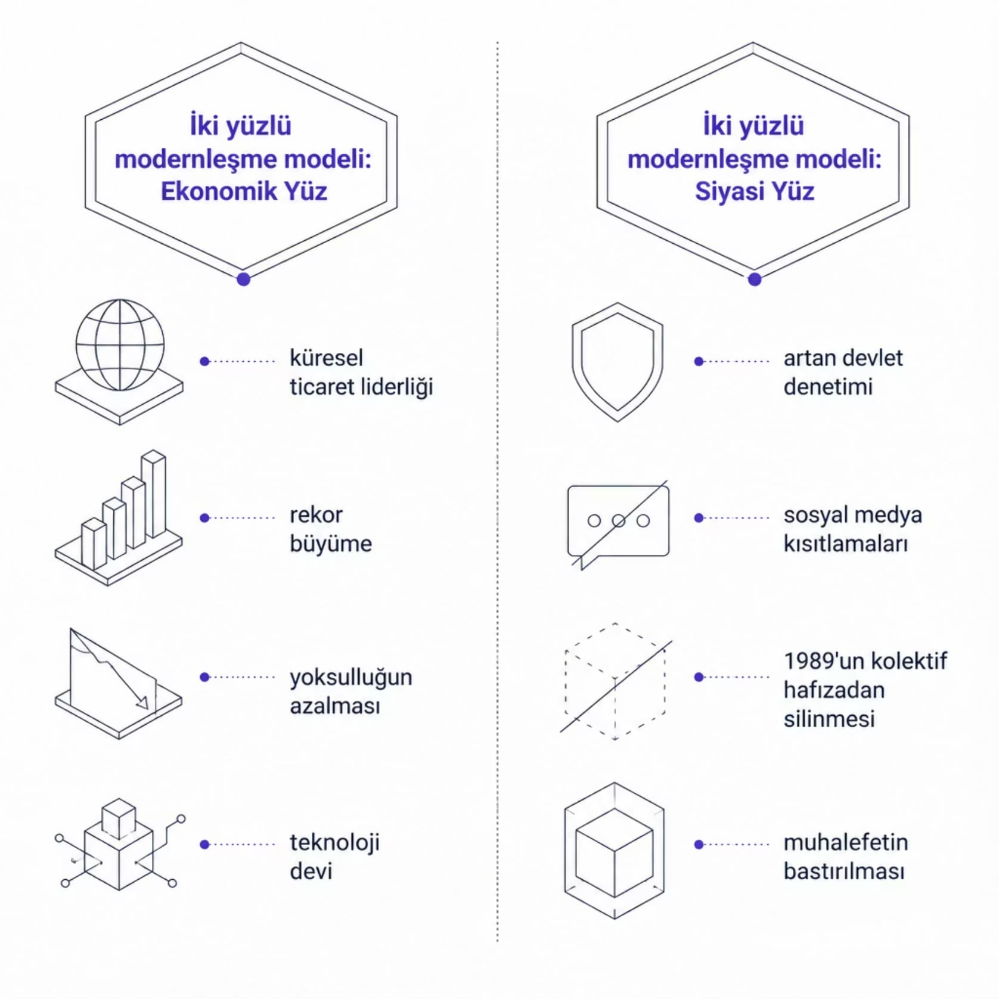 İki yüzlü
modernleşme modeli:
Ekonomik Yüz
küresel
ticaret liderliği
rekor
büyüme
yoksulluğun
azalması
teknoloji
devi
İki yüzlü
modernleşme modeli:
Siyasi Yüz
artan devlet
denetimi
sosyal medya
kısıtlamaları
1989'un kolektif
hafızadan
silinmesi
muhalefetin
bastırılması